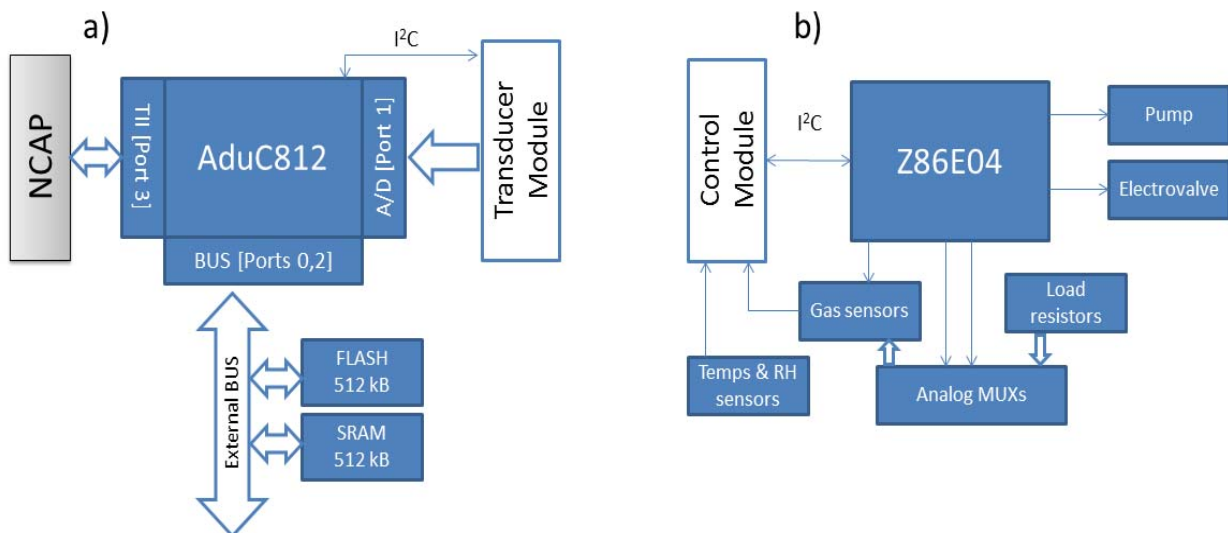 a)
NCAP
TII [Port 3]
AduC812
A/D [Port 1]
I²C
Transducer
Module
BUS [Ports 0,2]
External BUS
FLASH
512 kB
SRAM
512 kB
b)
Control
Module
I²C
Z86E04
Pump
Electrovalve
Gas sensors
Load
resistors
Temps & RH
sensors
Analog MUXs